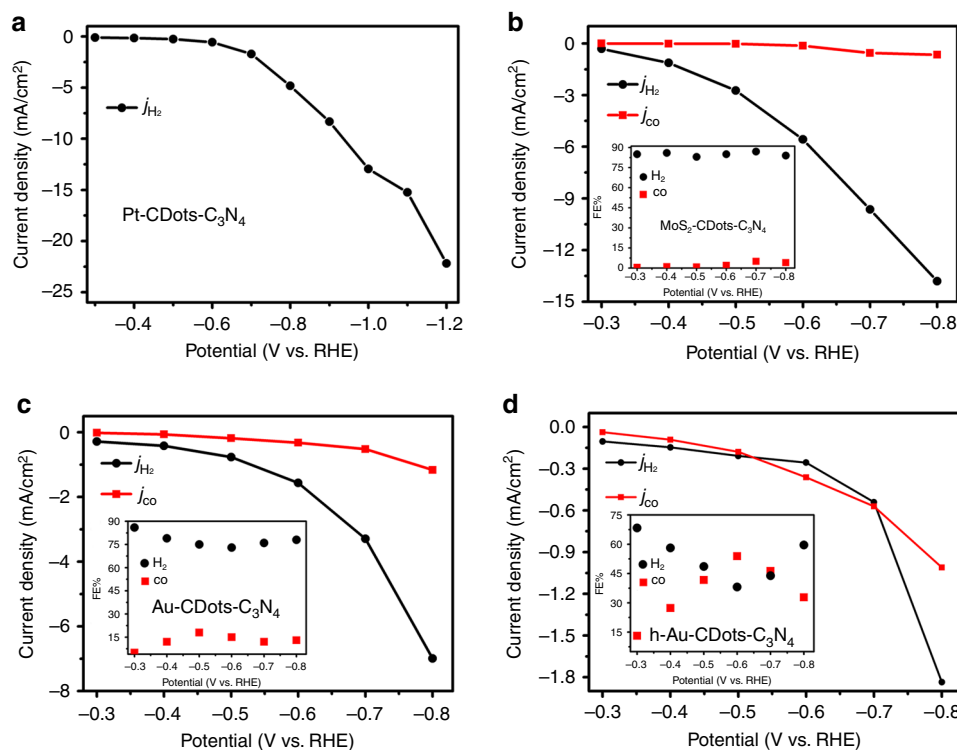 a
0
−5
−10
−15
−20
−25
Current density (mA/cm²)
j_H₂
Pt-CDots-C₃N₄
−0.4 −0.6 −0.8 −1.0 −1.2
Potential (V vs. RHE)
b
0
−3
−6
−9
−12
−15
Current density (mA/cm²)
j_H₂
j_co
90
75
60
45
30
15
0
FE%
H₂
co
MoS₂-CDots-C₃N₄
−0.3 −0.4 −0.5 −0.6 −0.7 −0.8
Potential (V vs. RHE)
−0.3 −0.4 −0.5 −0.6 −0.7 −0.8
Potential (V vs. RHE)
c
0
−2
−4
−6
−8
Current density (mA/cm²)
j_H₂
j_co
90
75
60
45
30
15
FE%
H₂
co
Au-CDots-C₃N₄
−0.3 −0.4 −0.5 −0.6 −0.7 −0.8
Potential (V vs. RHE)
−0.3 −0.4 −0.5 −0.6 −0.7 −0.8
Potential (V vs. RHE)
d
0.0
−0.3
−0.6
−0.9
−1.2
−1.5
−1.8
Current density (mA/cm²)
j_H₂
j_co
75
60
45
30
15
FE%
H₂
co
h-Au-CDots-C₃N₄
−0.3 −0.4 −0.5 −0.6 −0.7 −0.8
Potential (V vs. RHE)
−0.3 −0.4 −0.5 −0.6 −0.7 −0.8
Potential (V vs. RHE)